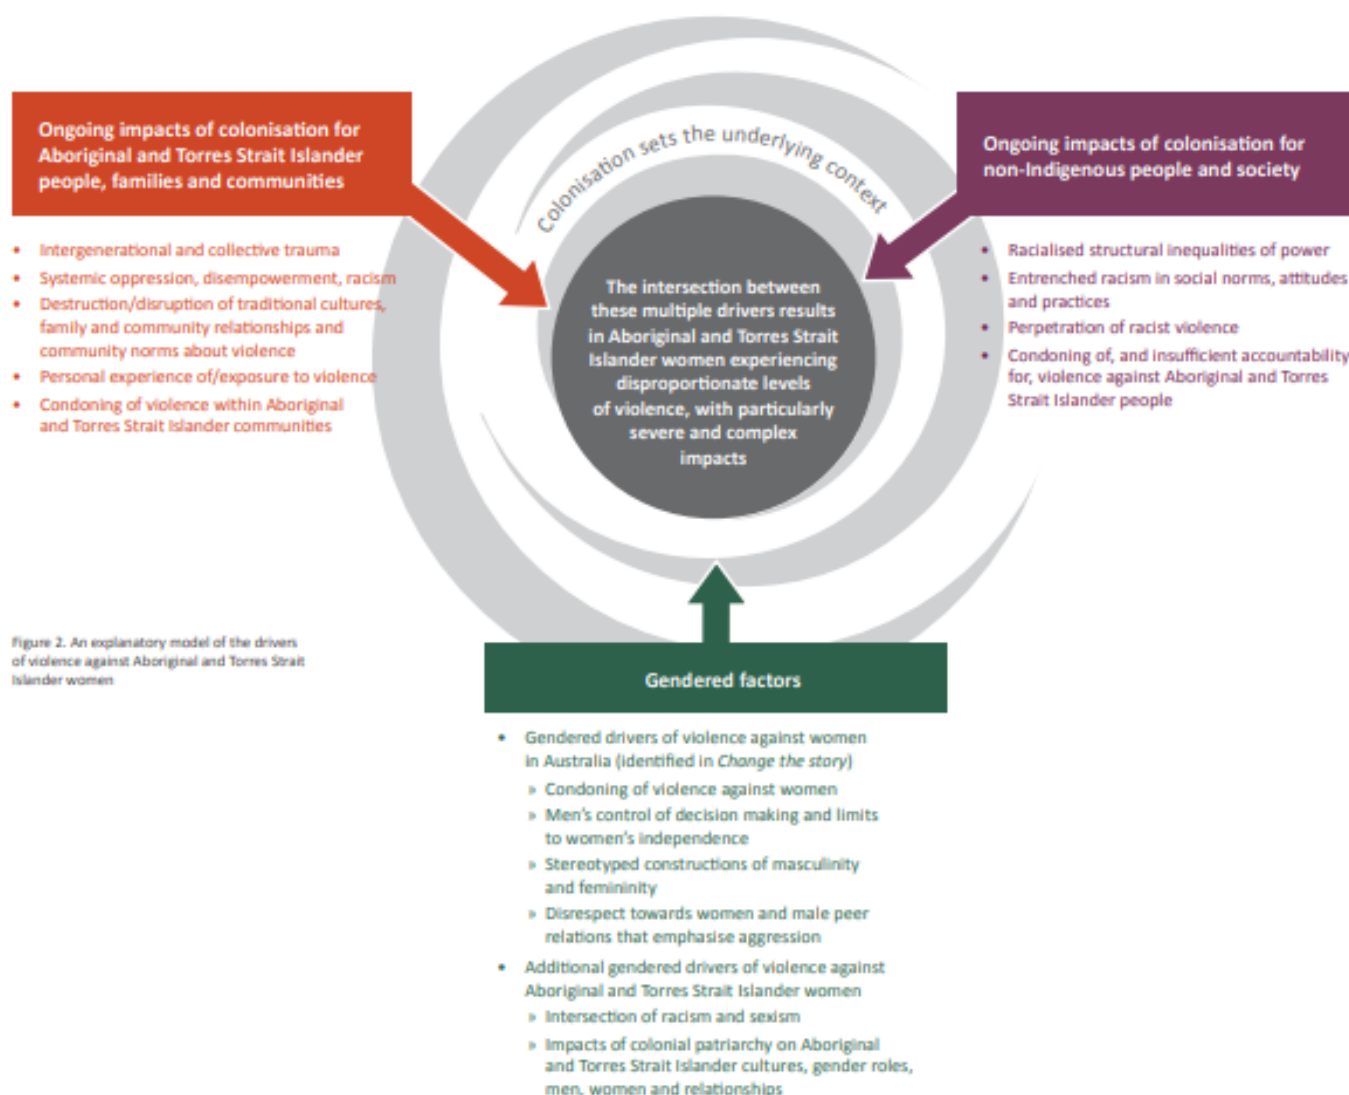 Colonisation sets the underlying context
Ongoing impacts of colonisation for
Aboriginal and Torres Strait Islander
people, families and communities
• Intergenerational and collective trauma
• Systemic oppression, disempowerment, racism
• Destruction/disruption of traditional cultures,
family and community relationships and
community norms about violence
• Personal experience of/exposure to violence
• Condoning of violence within Aboriginal
and Torres Strait Islander communities
The intersection between
these multiple drivers results
in Aboriginal and Torres Strait
Islander women experiencing
disproportionate levels
of violence, with particularly
severe and complex
impacts
Ongoing impacts of colonisation for
non-Indigenous people and society
• Racialised structural inequalities of power
• Entrenched racism in social norms, attitudes
and practices
• Perpetration of racist violence
• Condoning of, and insufficient accountability
for, violence against Aboriginal and Torres
Strait Islander people
Figure 2. An explanatory model of the drivers
of violence against Aboriginal and Torres Strait
Islander women
Gendered factors
• Gendered drivers of violence against women
in Australia (identified in Change the story)
» Condoning of violence against women
» Men's control of decision making and limits
to women's independence
» Stereotyped constructions of masculinity
and femininity
» Disrespect towards women and male peer
relations that emphasise aggression
• Additional gendered drivers of violence against
Aboriginal and Torres Strait Islander women
» Intersection of racism and sexism
» Impacts of colonial patriarchy on Aboriginal
and Torres Strait Islander cultures, gender roles,
men, women and relationships